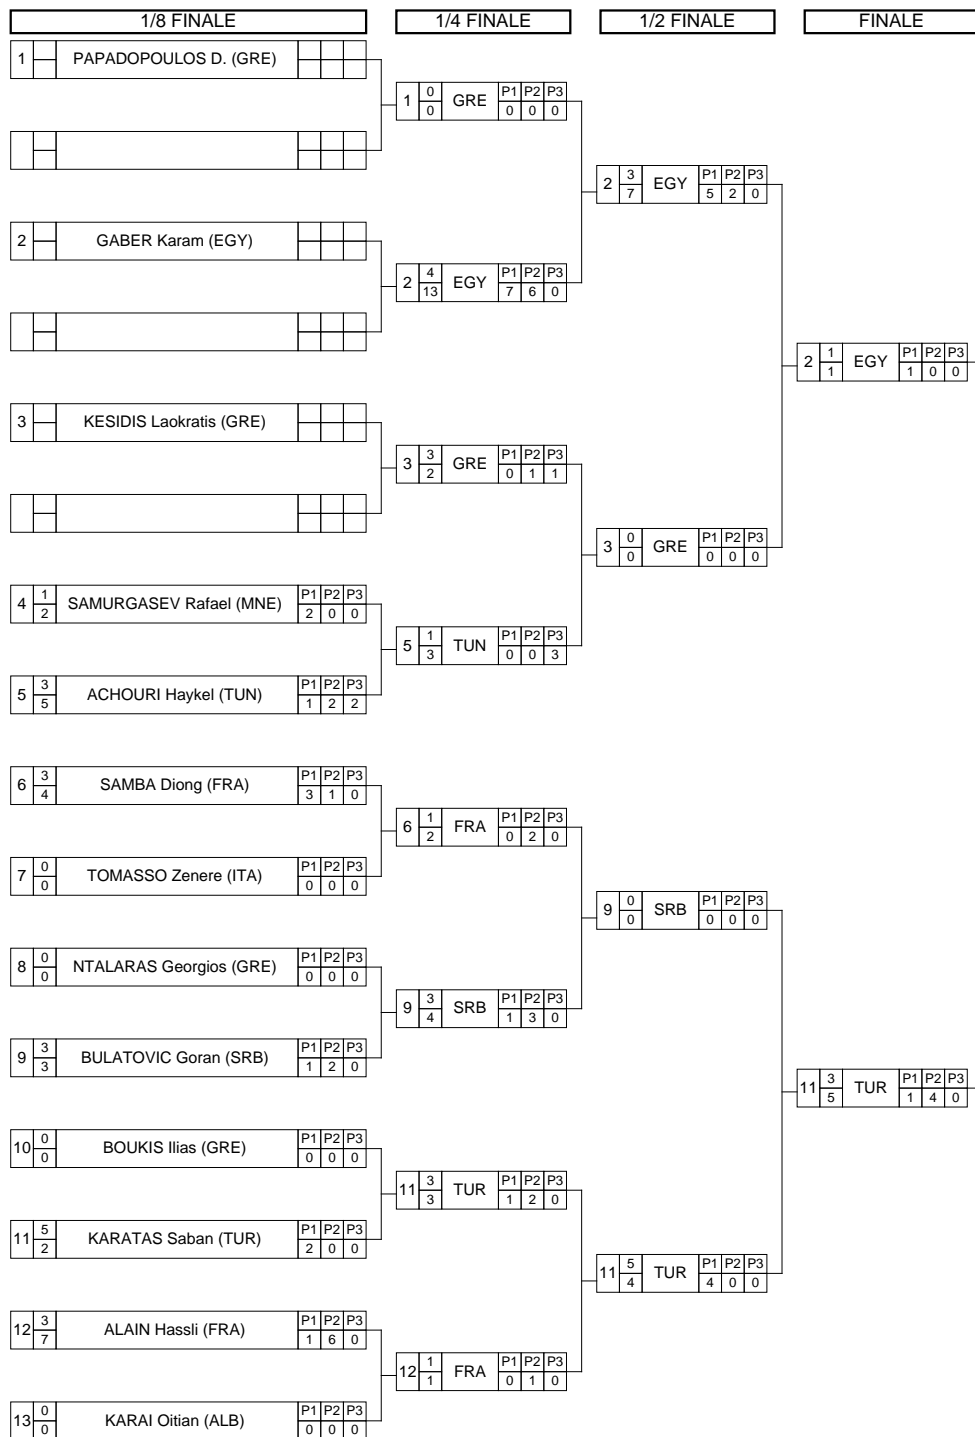 1/8 FINALE 1/4 FINALE 1/2 FINALE FINALE
1 PAPADOPOULOS D. (GRE)
1 0 0 GRE P1 P2 P3 0 0 0
2 3 7 EGY P1 P2 P3 5 2 0
2 GABER Karam (EGY)
2 4 13 EGY P1 P2 P3 7 6 0
2 1 1 EGY P1 P2 P3 1 0 0
3 KESIDIS Laokratis (GRE)
3 3 2 GRE P1 P2 P3 0 1 1
3 0 0 GRE P1 P2 P3 0 0 0
4 1 2 SAMURGASEV Rafael (MNE) P1 P2 P3 2 0 0
5 1 3 TUN P1 P2 P3 0 0 3
5 3 5 ACHOURI Haykel (TUN) P1 P2 P3 1 2 2
6 3 4 SAMBA Diong (FRA) P1 P2 P3 3 1 0
6 1 2 FRA P1 P2 P3 0 2 0
7 0 0 TOMASSO Zenere (ITA) P1 P2 P3 0 0 0
9 0 0 SRB P1 P2 P3 0 0 0
8 0 0 NTALARAS Georgios (GRE) P1 P2 P3 0 0 0
9 3 4 SRB P1 P2 P3 1 3 0
9 3 3 BULATOVIC Goran (SRB) P1 P2 P3 1 2 0
11 3 5 TUR P1 P2 P3 1 4 0
10 0 0 BOUKIS Ilias (GRE) P1 P2 P3 0 0 0
11 3 3 TUR P1 P2 P3 1 2 0
11 5 2 KARATAS Saban (TUR) P1 P2 P3 2 0 0
11 5 4 TUR P1 P2 P3 4 0 0
12 3 7 ALAIN Hassli (FRA) P1 P2 P3 1 6 0
12 1 1 FRA P1 P2 P3 0 1 0
13 0 0 KARAI Oitian (ALB) P1 P2 P3 0 0 0